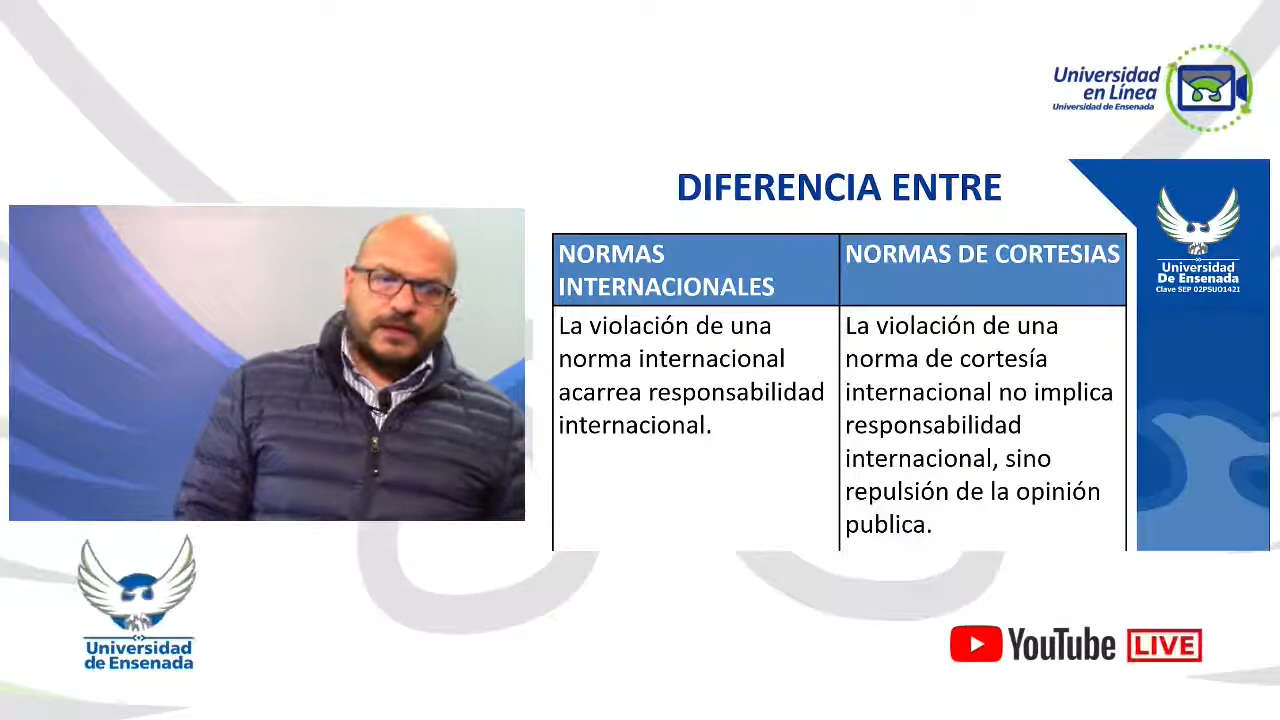 Universidad
en Línea
Universidad de Ensenada
DIFERENCIA ENTRE
NORMAS
INTERNACIONALES
La violación de una
norma internacional
acarrea responsabilidad
internacional.
NORMAS DE CORTESIAS
La violación de una
norma de cortesía
internacional no implica
responsabilidad
internacional, sino
repulsión de la opinión
publica.
Universidad
De Ensenada
Clave SEP 02PSU01421
Universidad
de Ensenada
YouTube LIVE